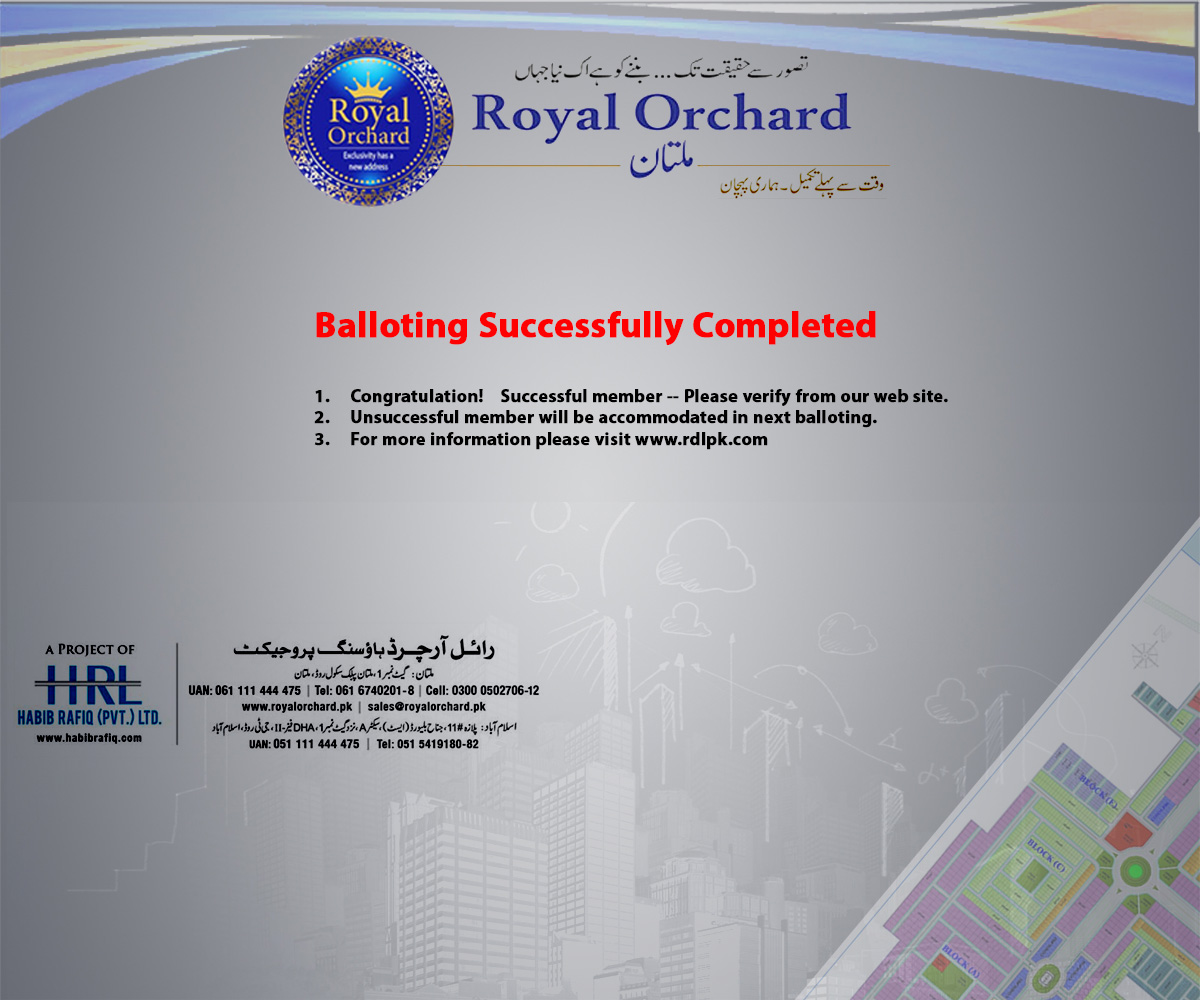 تصور سے حقیقت تک ... بننے کو ہے اک نیا جہاں
Royal Orchard
ملتان
وقت سے پہلے تکمیل ۔ ہماری پہچان
Royal
Orchard
Exclusivity has a
new address
Balloting Successfully Completed
1. Congratulation! Successful member -- Please verify from our web site.
2. Unsuccessful member will be accommodated in next balloting.
3. For more information please visit www.rdlpk.com
A PROJECT OF
HRL
HABIB RAFIQ (PVT.) LTD.
www.habibrafiq.com
رائل آرچرڈ ہاؤسنگ پروجیکٹ
ملتان: گیٹ نمبر 1، ملتان پبلک سکول روڈ، ملتان
UAN: 061 111 444 475 | Tel: 061 6740201-8 | Cell: 0300 0502706-12
www.royalorchard.pk | sales@royalorchard.pk
اسلام آباد: پلازہ #11، جناح بلیورڈ (ایسٹ)، سیکٹر A، نزد گیٹ نمبر 1، DHA فیز-II، جی ٹی روڈ، اسلام آباد
UAN: 051 111 444 475 | Tel: 051 5419180-82
BLOCK (C)
BLOCK (A)